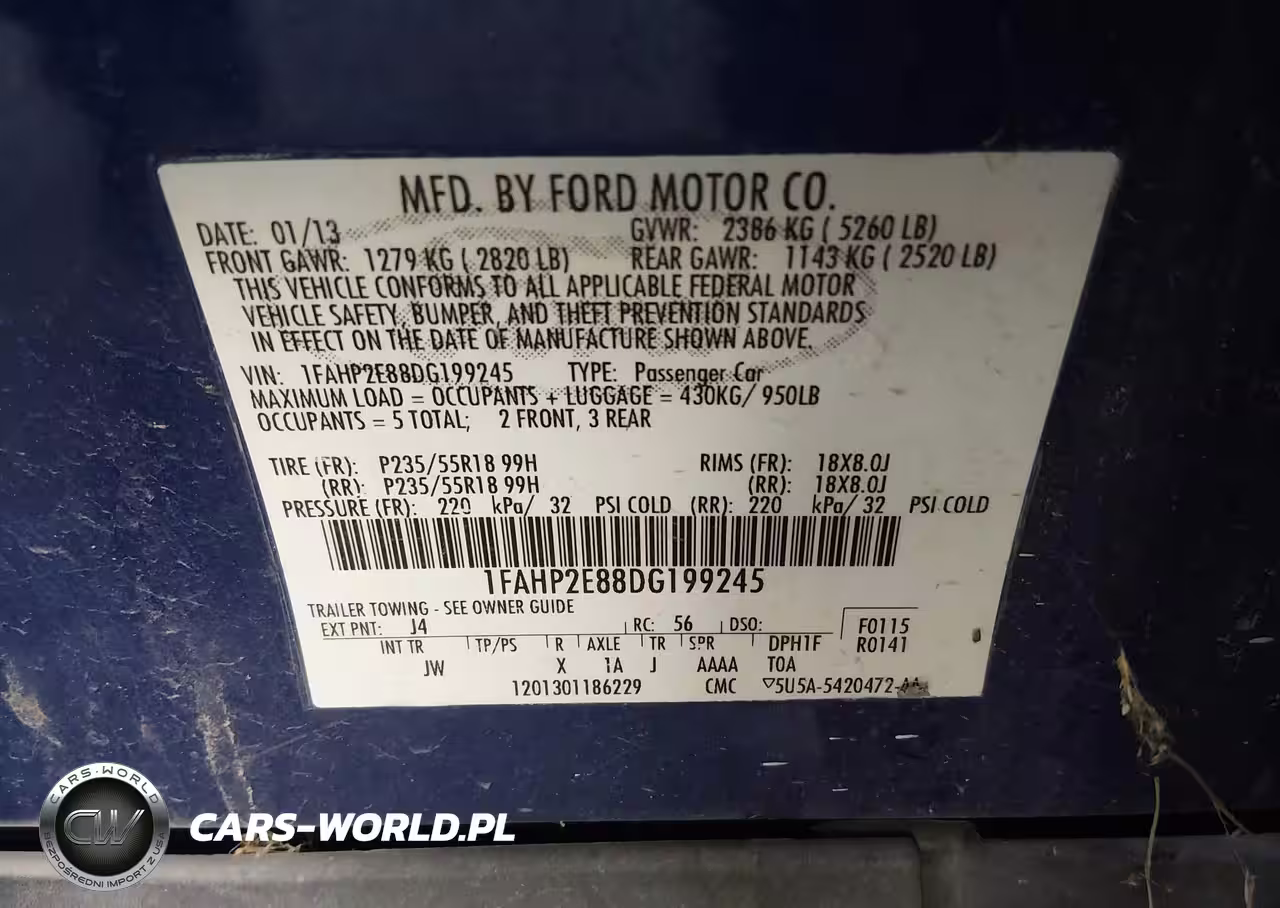 MFD. BY FORD MOTOR CO.
DATE: 01/13 GVWR: 2386 KG ( 5260 LB)
FRONT GAWR: 1279 KG ( 2820 LB) REAR GAWR: 1143 KG ( 2520 LB)
THIS VEHICLE CONFORMS TO ALL APPLICABLE FEDERAL MOTOR
VEHICLE SAFETY, BUMPER, AND THEFT PREVENTION STANDARDS
IN EFFECT ON THE DATE OF MANUFACTURE SHOWN ABOVE.
VIN: 1FAHP2E88DG199245 TYPE: Passenger Car
MAXIMUM LOAD = OCCUPANTS + LUGGAGE = 430KG/ 950LB
OCCUPANTS = 5 TOTAL; 2 FRONT, 3 REAR
TIRE (FR): P235/55R18 99H RIMS (FR): 18X8.0J
(RR): P235/55R18 99H (RR): 18X8.0J
PRESSURE (FR): 220 kPa/ 32 PSI COLD (RR): 220 kPa/ 32 PSI COLD
1FAHP2E88DG199245
TRAILER TOWING - SEE OWNER GUIDE
EXT PNT: J4 RC: 56 DSO: F0115
INT TR TP/PS R AXLE TR SPR DPH1F R0141
JW X 1A J AAAA TOA
1201301186229 CMC 5U5A-5420472-
CARS-WORLD
CW
BEZPOŚREDNI IMPORT Z USA
CARS-WORLD.PL